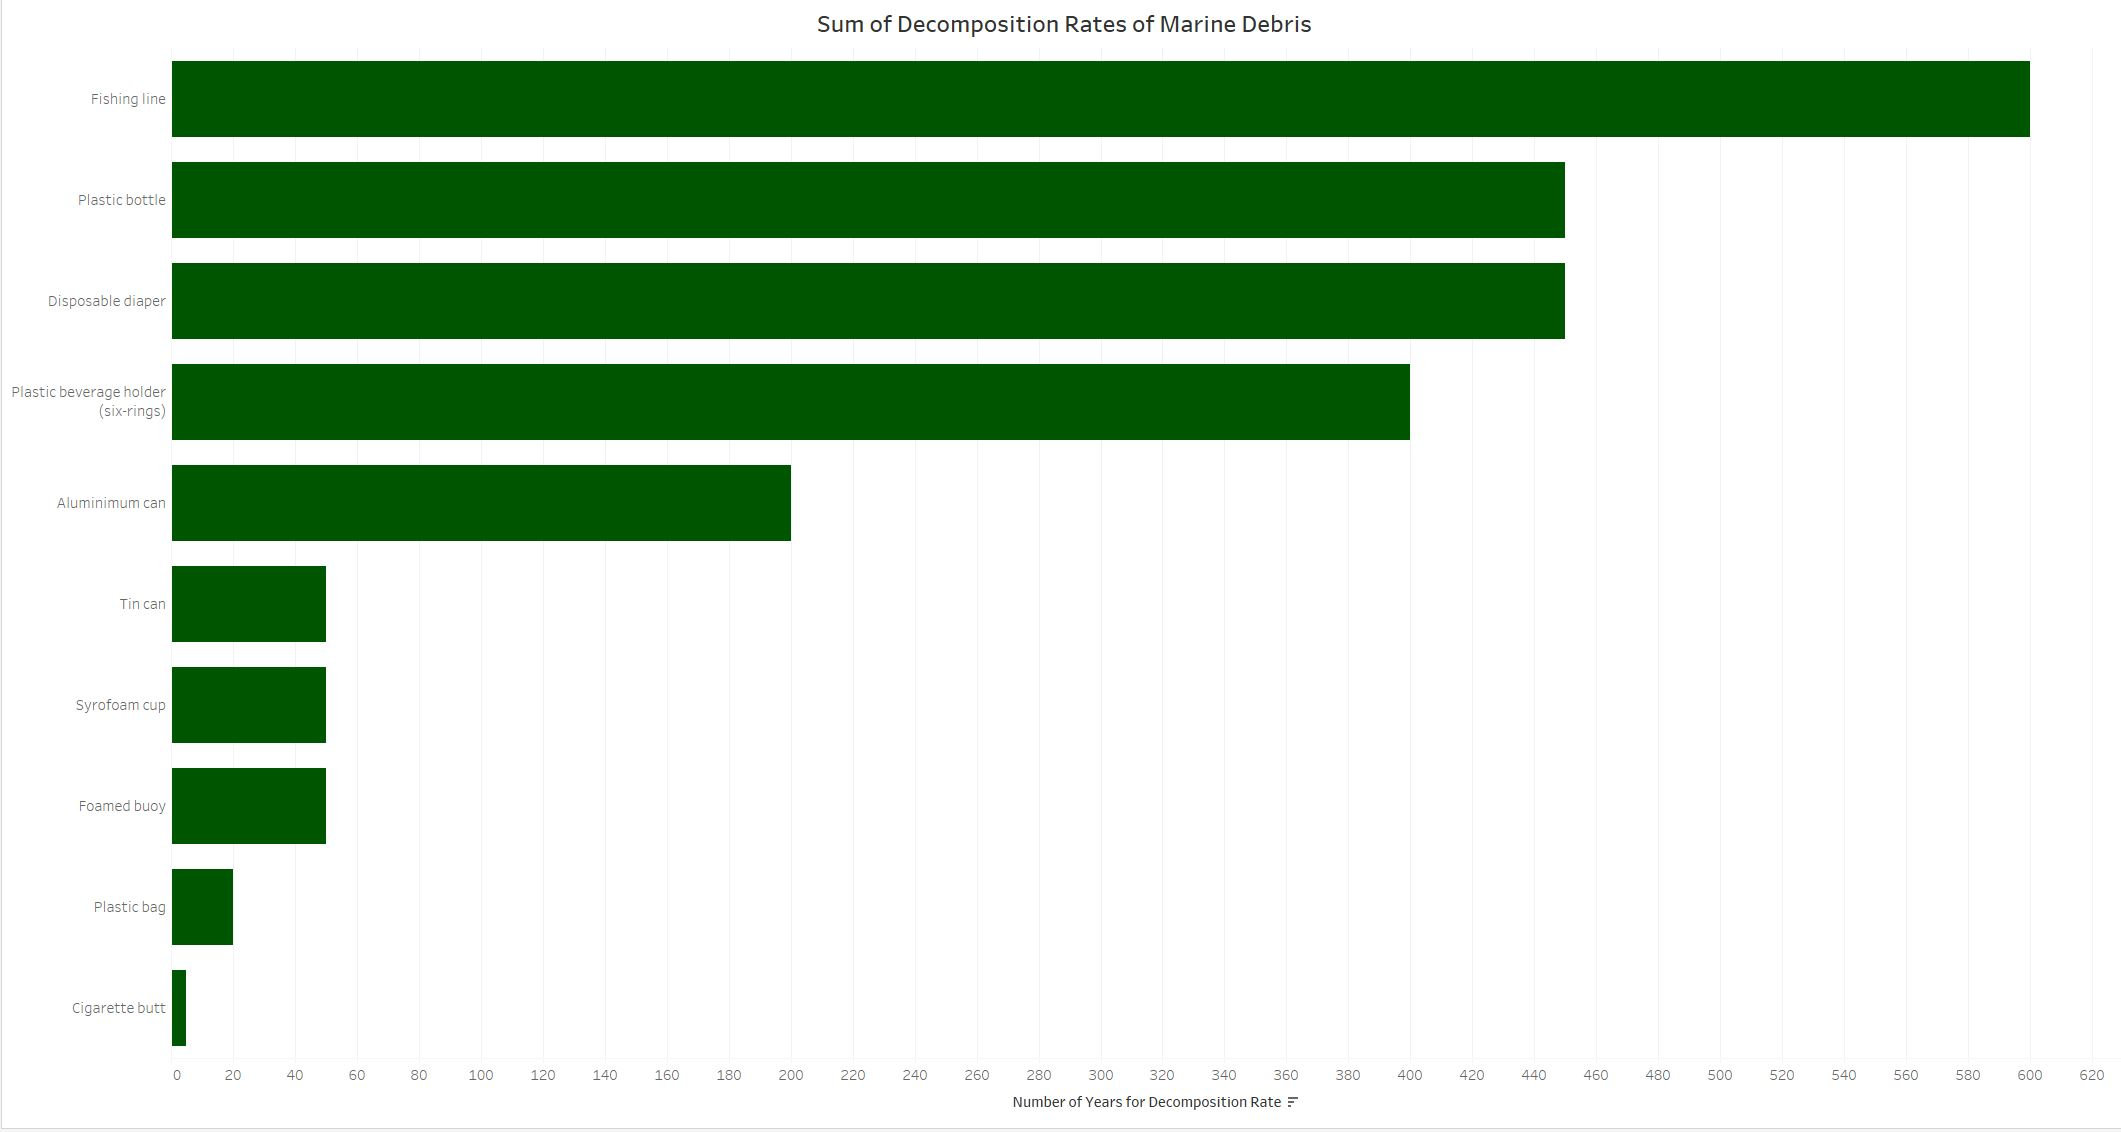 Sum of Decomposition Rates of Marine Debris
Fishing line
Plastic bottle
Disposable diaper
Plastic beverage holder
(six-rings)
Aluminimum can
Tin can
Syrofoam cup
Foamed buoy
Plastic bag
Cigarette butt
0 20 40 60 80 100 120 140 160 180 200 220 240 260 280 300 320 340 360 380 400 420 440 460 480 500 520 540 560 580 600 620
Number of Years for Decomposition Rate